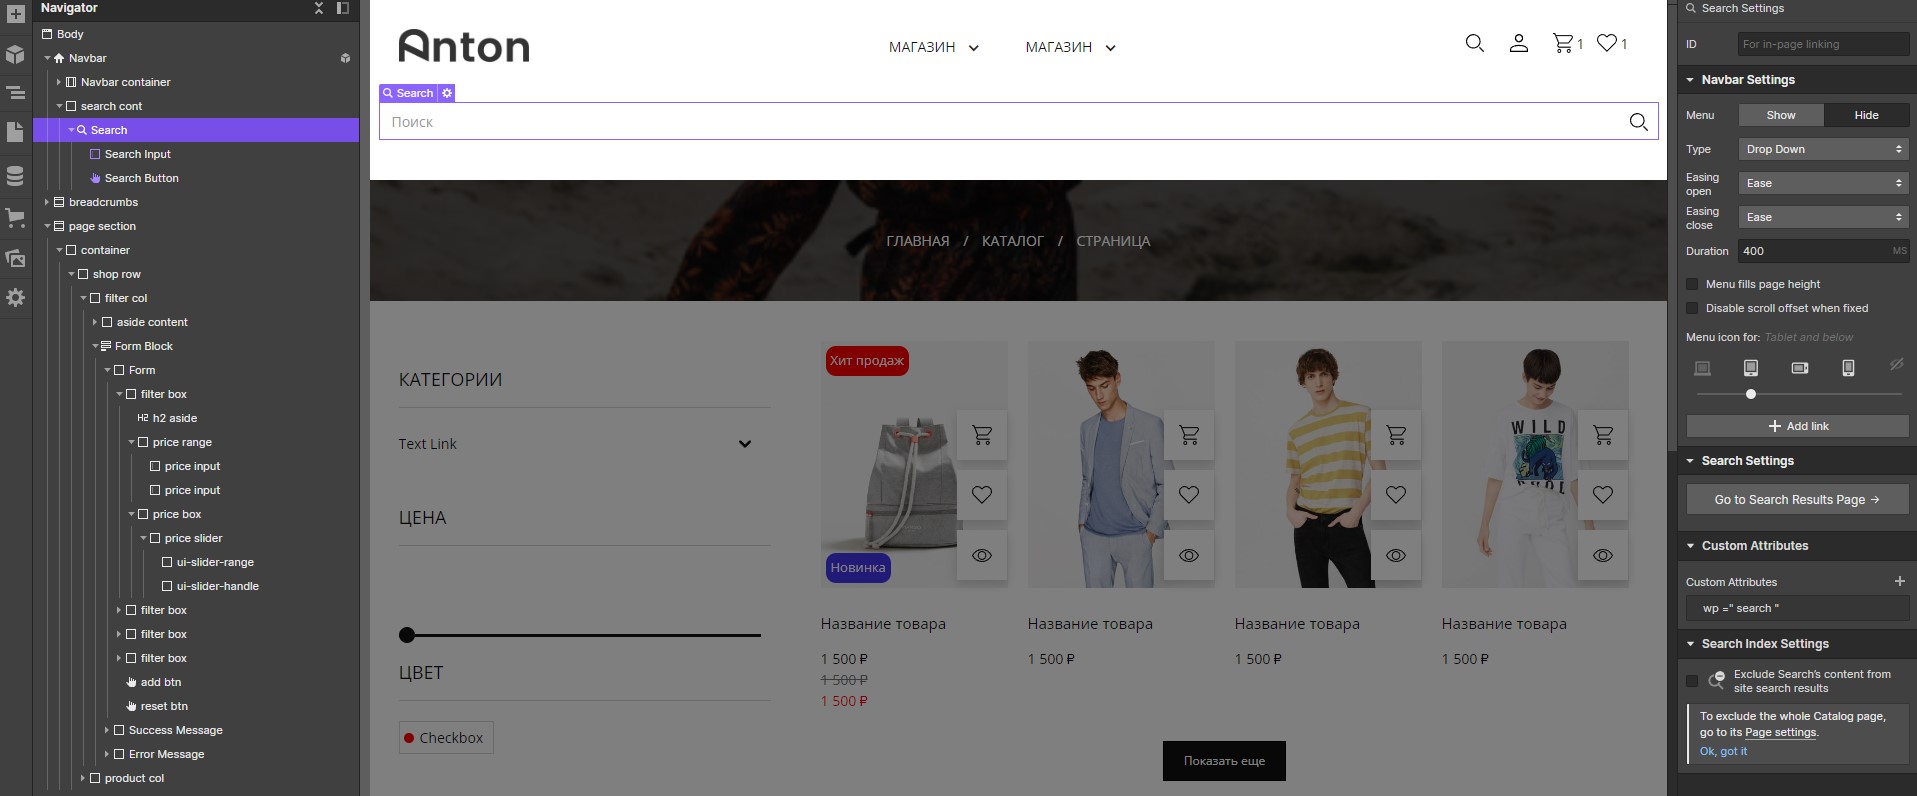 Navigator
Body
Navbar
Navbar container
search cont
Search
Search Input
Search Button
breadcrumbs
page section
container
shop row
filter col
aside content
Form Block
Form
filter box
H2 h2 aside
price range
price input
price input
price box
price slider
ui-slider-range
ui-slider-handle
filter box
filter box
filter box
add btn
reset btn
Success Message
Error Message
product col
Anton
МАГАЗИН
МАГАЗИН
1
1
Search
Поиск
ГЛАВНАЯ / КАТАЛОГ / СТРАНИЦА
КАТЕГОРИИ
Text Link
ЦЕНА
ЦВЕТ
Checkbox
Хит продаж
Новинка
WILD
Название товара
1 500 ₽
1 500 ₽
1 500 ₽
Название товара
1 500 ₽
Название товара
1 500 ₽
Название товара
1 500 ₽
Показать еще
Search Settings
ID For in-page linking
Navbar Settings
Menu Show Hide
Type Drop Down
Easing open Ease
Easing close Ease
Duration 400 MS
Menu fills page height
Disable scroll offset when fixed
Menu icon for: Tablet and below
Add link
Search Settings
Go to Search Results Page →
Custom Attributes
Custom Attributes +
wp =" search "
Search Index Settings
Exclude Search's content from
site search results
To exclude the whole Catalog page,
go to its Page settings.
Ok, got it